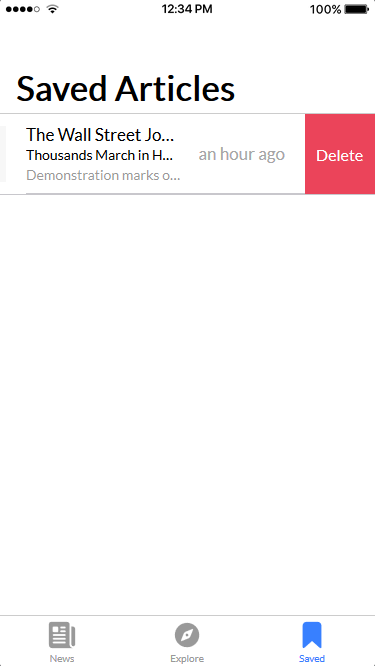 12:34 PM
100%
Saved Articles
The Wall Street Jo...
Thousands March in H...
an hour ago
Delete
Demonstration marks o...
News
Explore
Saved